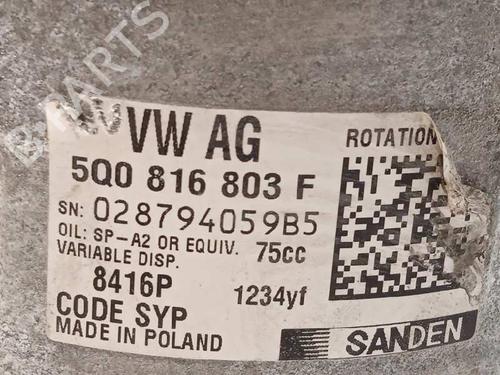 VW AG
ROTATION
5Q0 816 803 F
SN: 028794059B5
OIL: SP-A2 OR EQUIV. 75cc
VARIABLE DISP.
8416P 1234yf
CODE SYP
MADE IN POLAND
SANDEN
B-PARTS